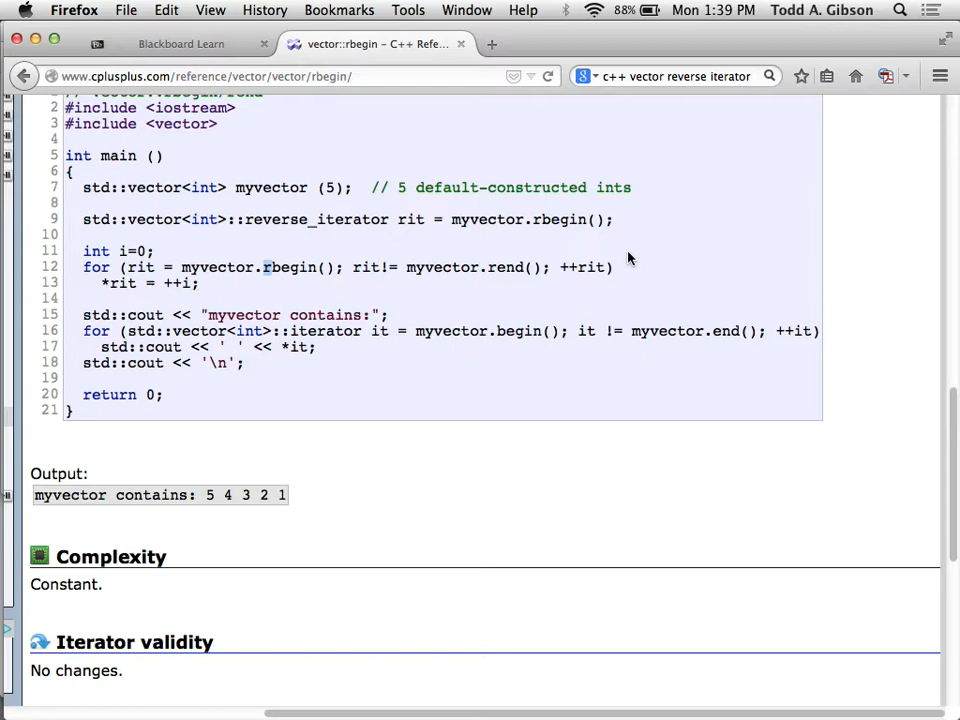 Firefox File Edit View History Bookmarks Tools Window Help 88% Mon 1:39 PM Todd A. Gibson
Bb Blackboard Learn × vector::rbegin – C++ Refe... × +
www.cplusplus.com/reference/vector/vector/rbegin/ 8 c++ vector reverse iterator
1 // vector::rbegin/rend
2 #include <iostream>
3 #include <vector>
4
5 int main ()
6 {
7 std::vector<int> myvector (5); // 5 default-constructed ints
8
9 std::vector<int>::reverse_iterator rit = myvector.rbegin();
10
11 int i=0;
12 for (rit = myvector.rbegin(); rit!= myvector.rend(); ++rit)
13 *rit = ++i;
14
15 std::cout << "myvector contains:";
16 for (std::vector<int>::iterator it = myvector.begin(); it != myvector.end(); ++it)
17 std::cout << ' ' << *it;
18 std::cout << '\n';
19
20 return 0;
21 }
Output:
myvector contains: 5 4 3 2 1
Complexity
Constant.
Iterator validity
No changes.